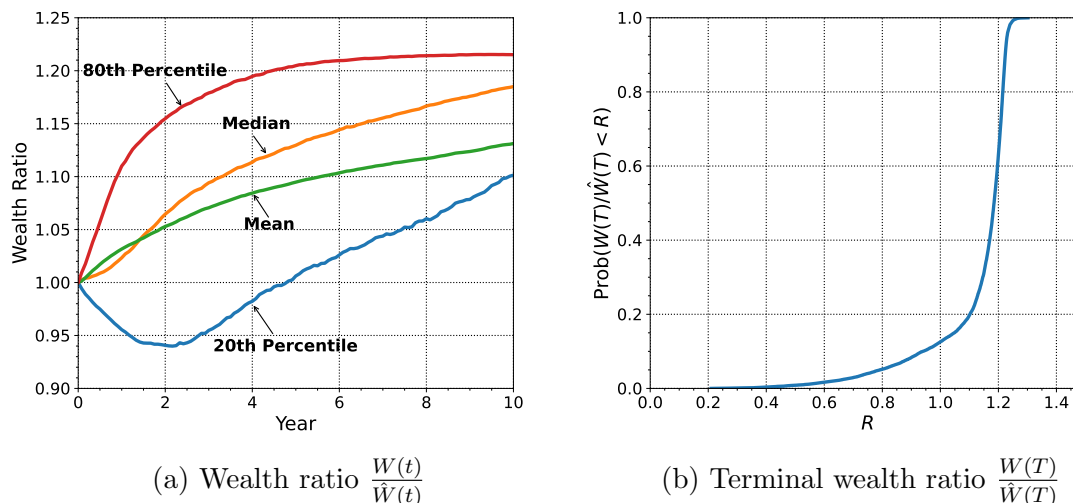 1.25
1.20
1.15
1.10
1.05
1.00
0.95
0.90
Wealth Ratio
80th Percentile
Median
Mean
20th Percentile
0 2 4 6 8 10
Year
(a) Wealth ratio W(t)/Ŵ(t)
1.0
0.8
0.6
0.4
0.2
0.0
Prob(W(T)/Ŵ(T) < R)
0.0 0.2 0.4 0.6 0.8 1.0 1.2 1.4
R
(b) Terminal wealth ratio W(T)/Ŵ(T)